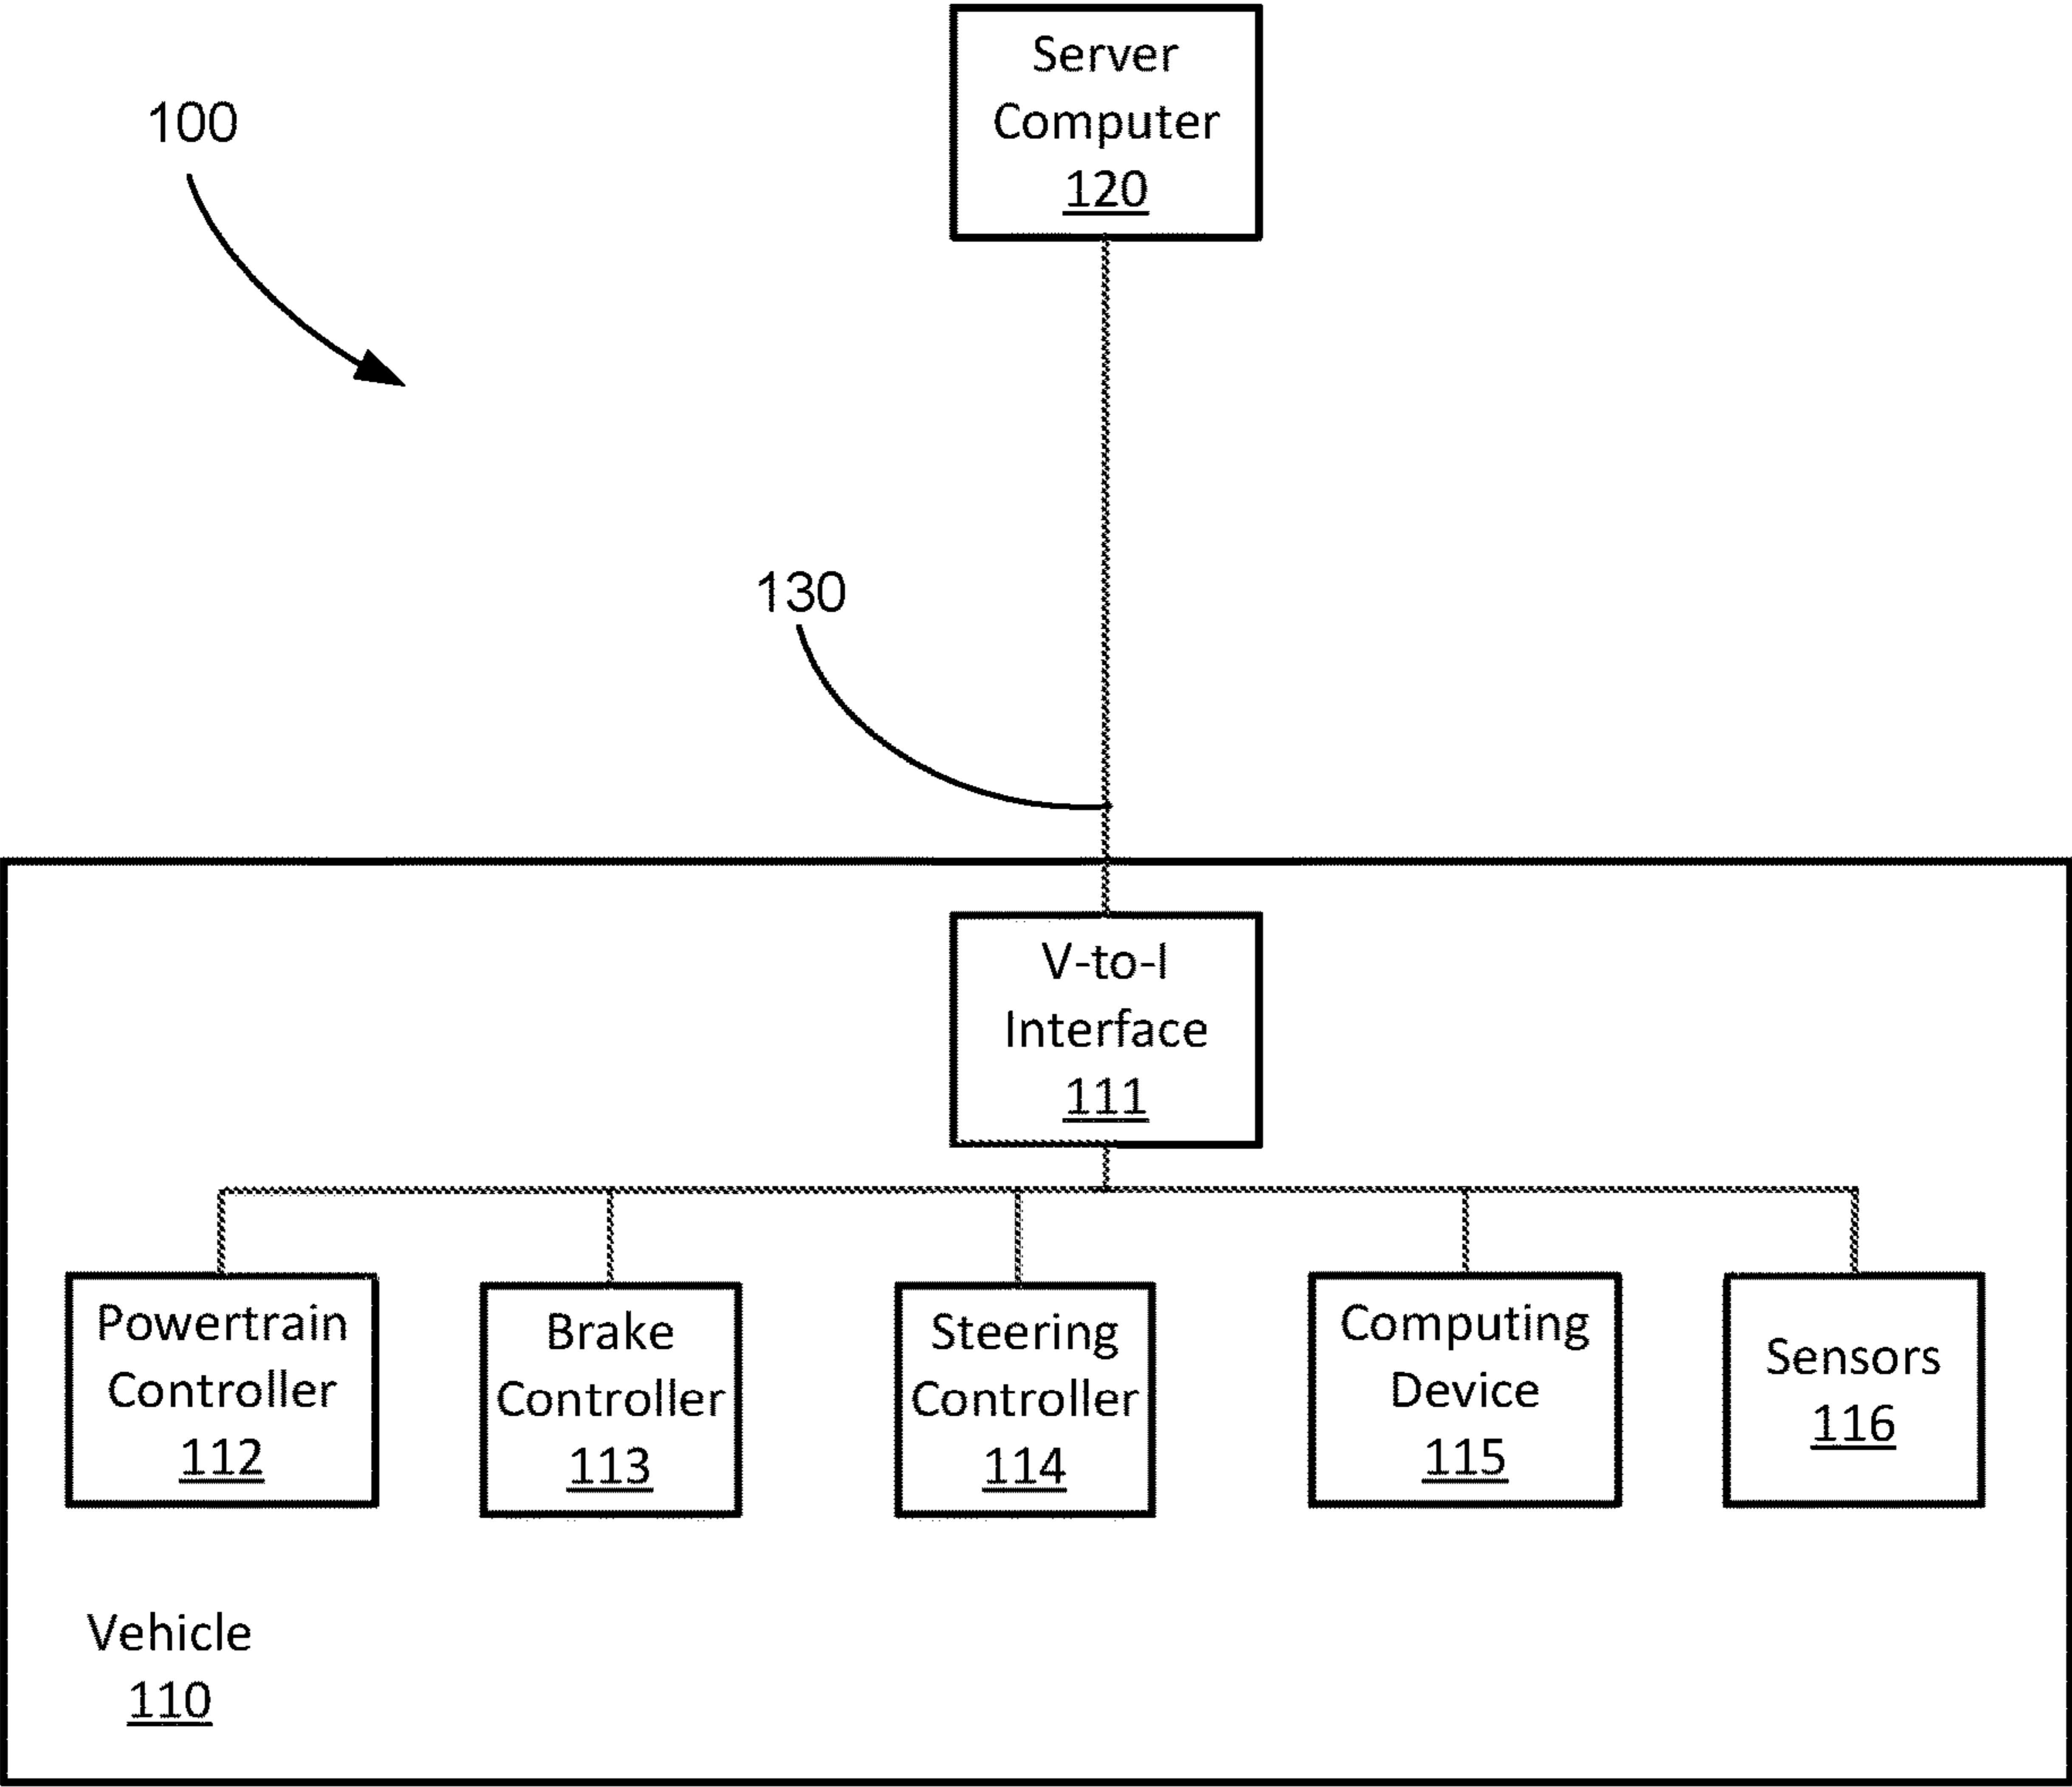 Server
Computer
120
100
130
V-to-I
Interface
111
Powertrain
Controller
112
Brake
Controller
113
Steering
Controller
114
Computing
Device
115
Sensors
116
Vehicle
110